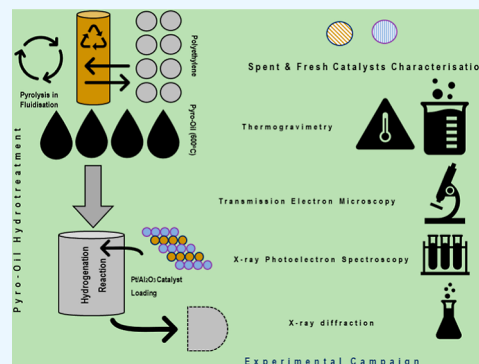 Pyrolysis in
Fluidisation
Polyethylene
Pyro-Oil (600ºC)
Pyro-Oil Hydrotreatment
Hydrogenation
Reaction
Pt/Al₂O₃ Catalyst
Loading
Spent & Fresh Catalysts Characterisatio
Thermogravimetry
Transmission Electron Microscopy
X-ray Photoelectron Spectroscopy
X-ray diffraction
Experimental Campaign